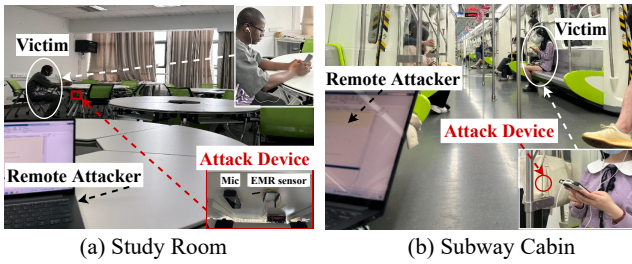 Victim
Remote Attacker
Attack Device
Mic
EMR sensor
(a) Study Room
Victim
Remote Attacker
Attack Device
(b) Subway Cabin